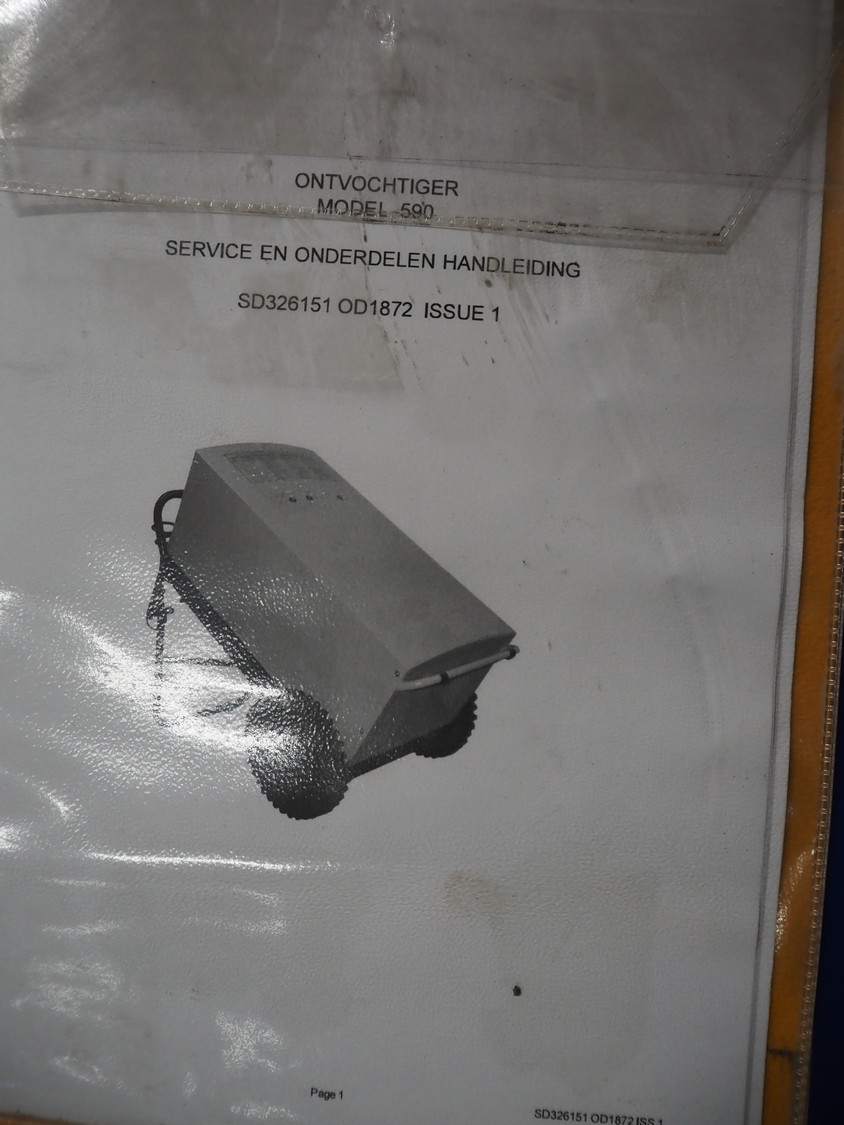 ONTVOCHTIGER
MODEL 590
SERVICE EN ONDERDELEN HANDLEIDING
SD326151 OD1872 ISSUE 1
Page 1
SD326151 OD1872 ISS 1